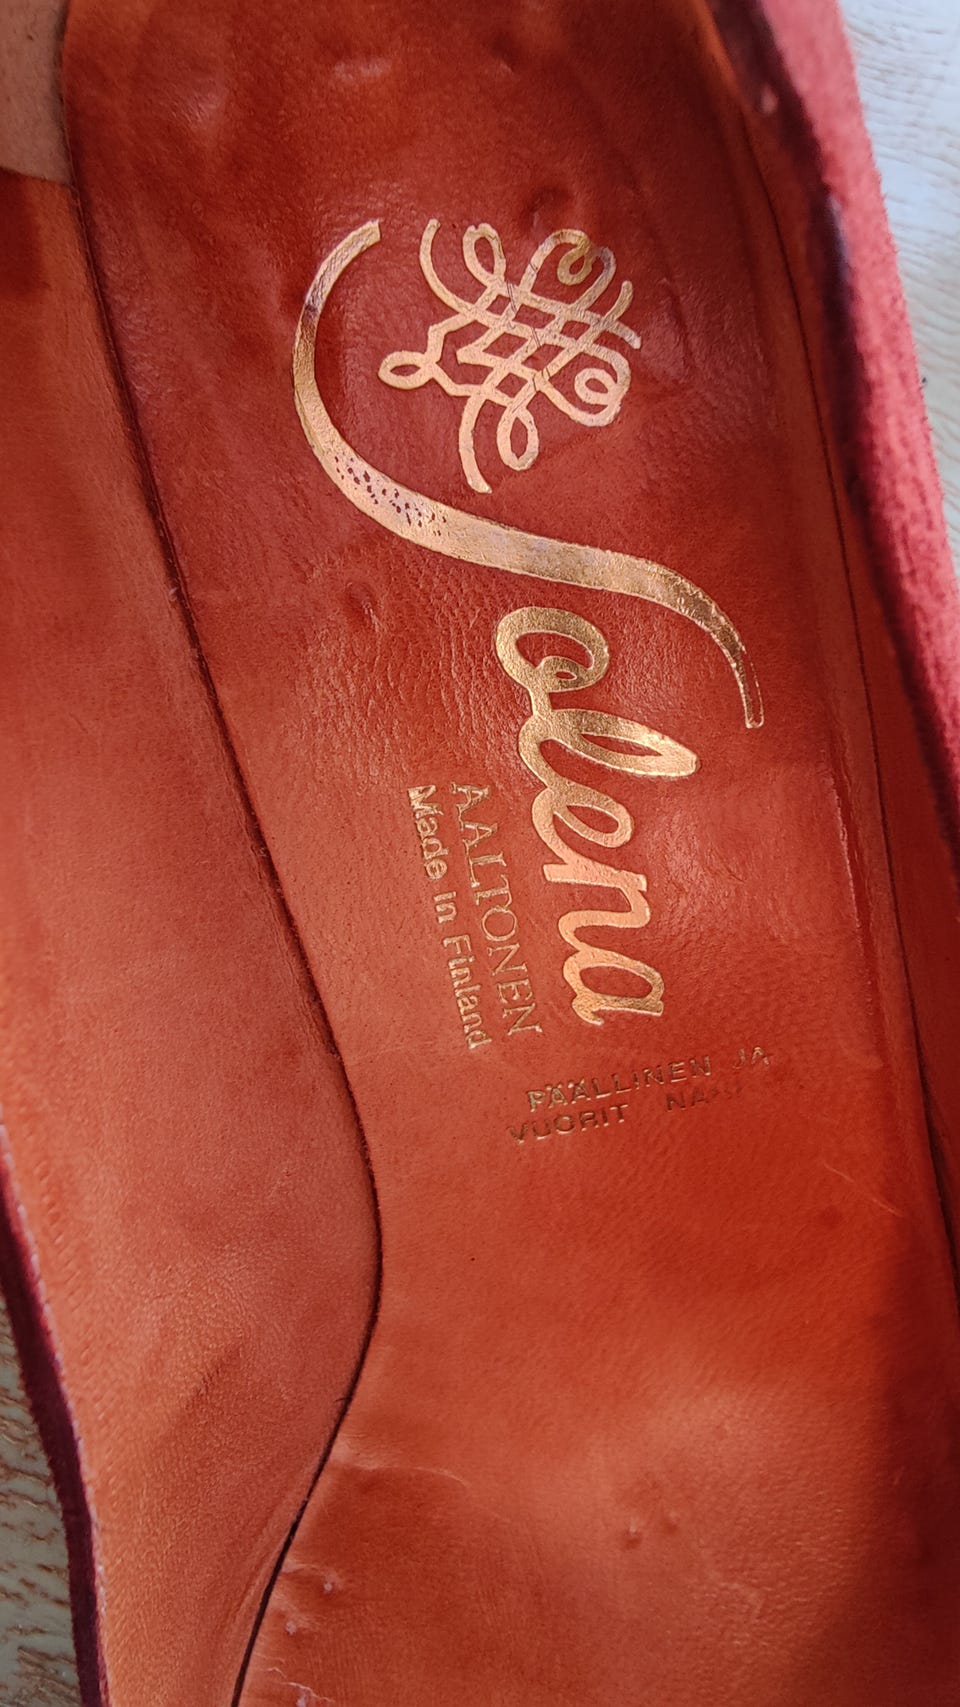 Solena
AALTONEN
Made in Finland
PÄÄLLINEN JA
VUORIT